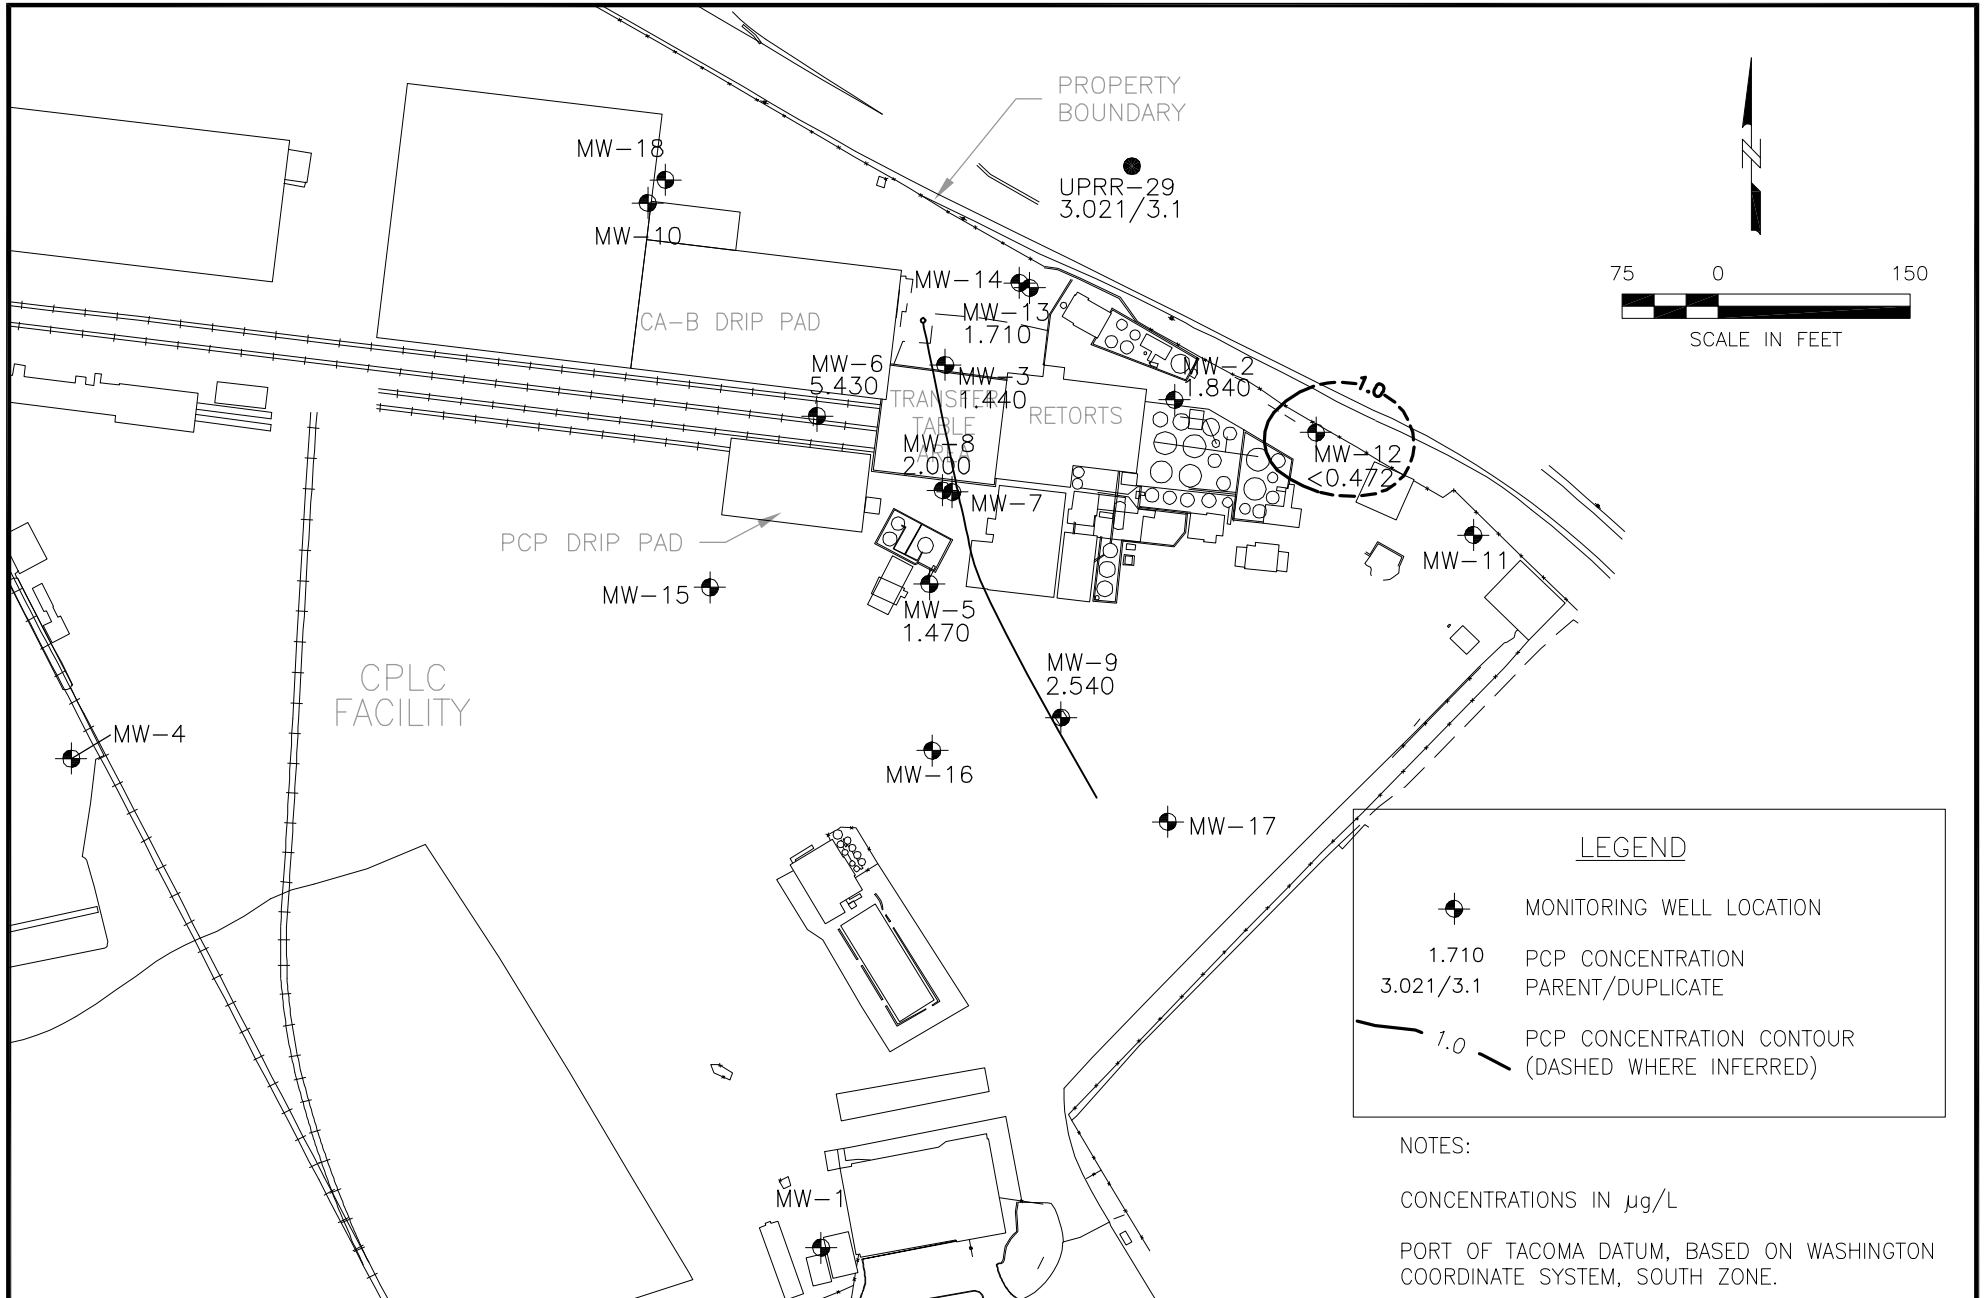 PROPERTY
BOUNDARY
MW-18
UPRR-29
3.021/3.1
MW-10
N
75 0 150
SCALE IN FEET
MW-14
MW-13
1.710
CA-B DRIP PAD
MW-6
5.430
MW-3
1.440
MW-2
1.840
1.0
TRANSFER
TABLE
AREA
RETORTS
MW-8
2.000
MW-12
<0.472
MW-7
PCP DRIP PAD
MW-11
MW-15
MW-5
1.470
CPLC
FACILITY
MW-9
2.540
MW-4
MW-16
MW-17
MW-1
LEGEND
MONITORING WELL LOCATION
1.710 PCP CONCENTRATION
3.021/3.1 PARENT/DUPLICATE
1.0 PCP CONCENTRATION CONTOUR
(DASHED WHERE INFERRED)
NOTES:
CONCENTRATIONS IN µg/L
PORT OF TACOMA DATUM, BASED ON WASHINGTON
COORDINATE SYSTEM, SOUTH ZONE.